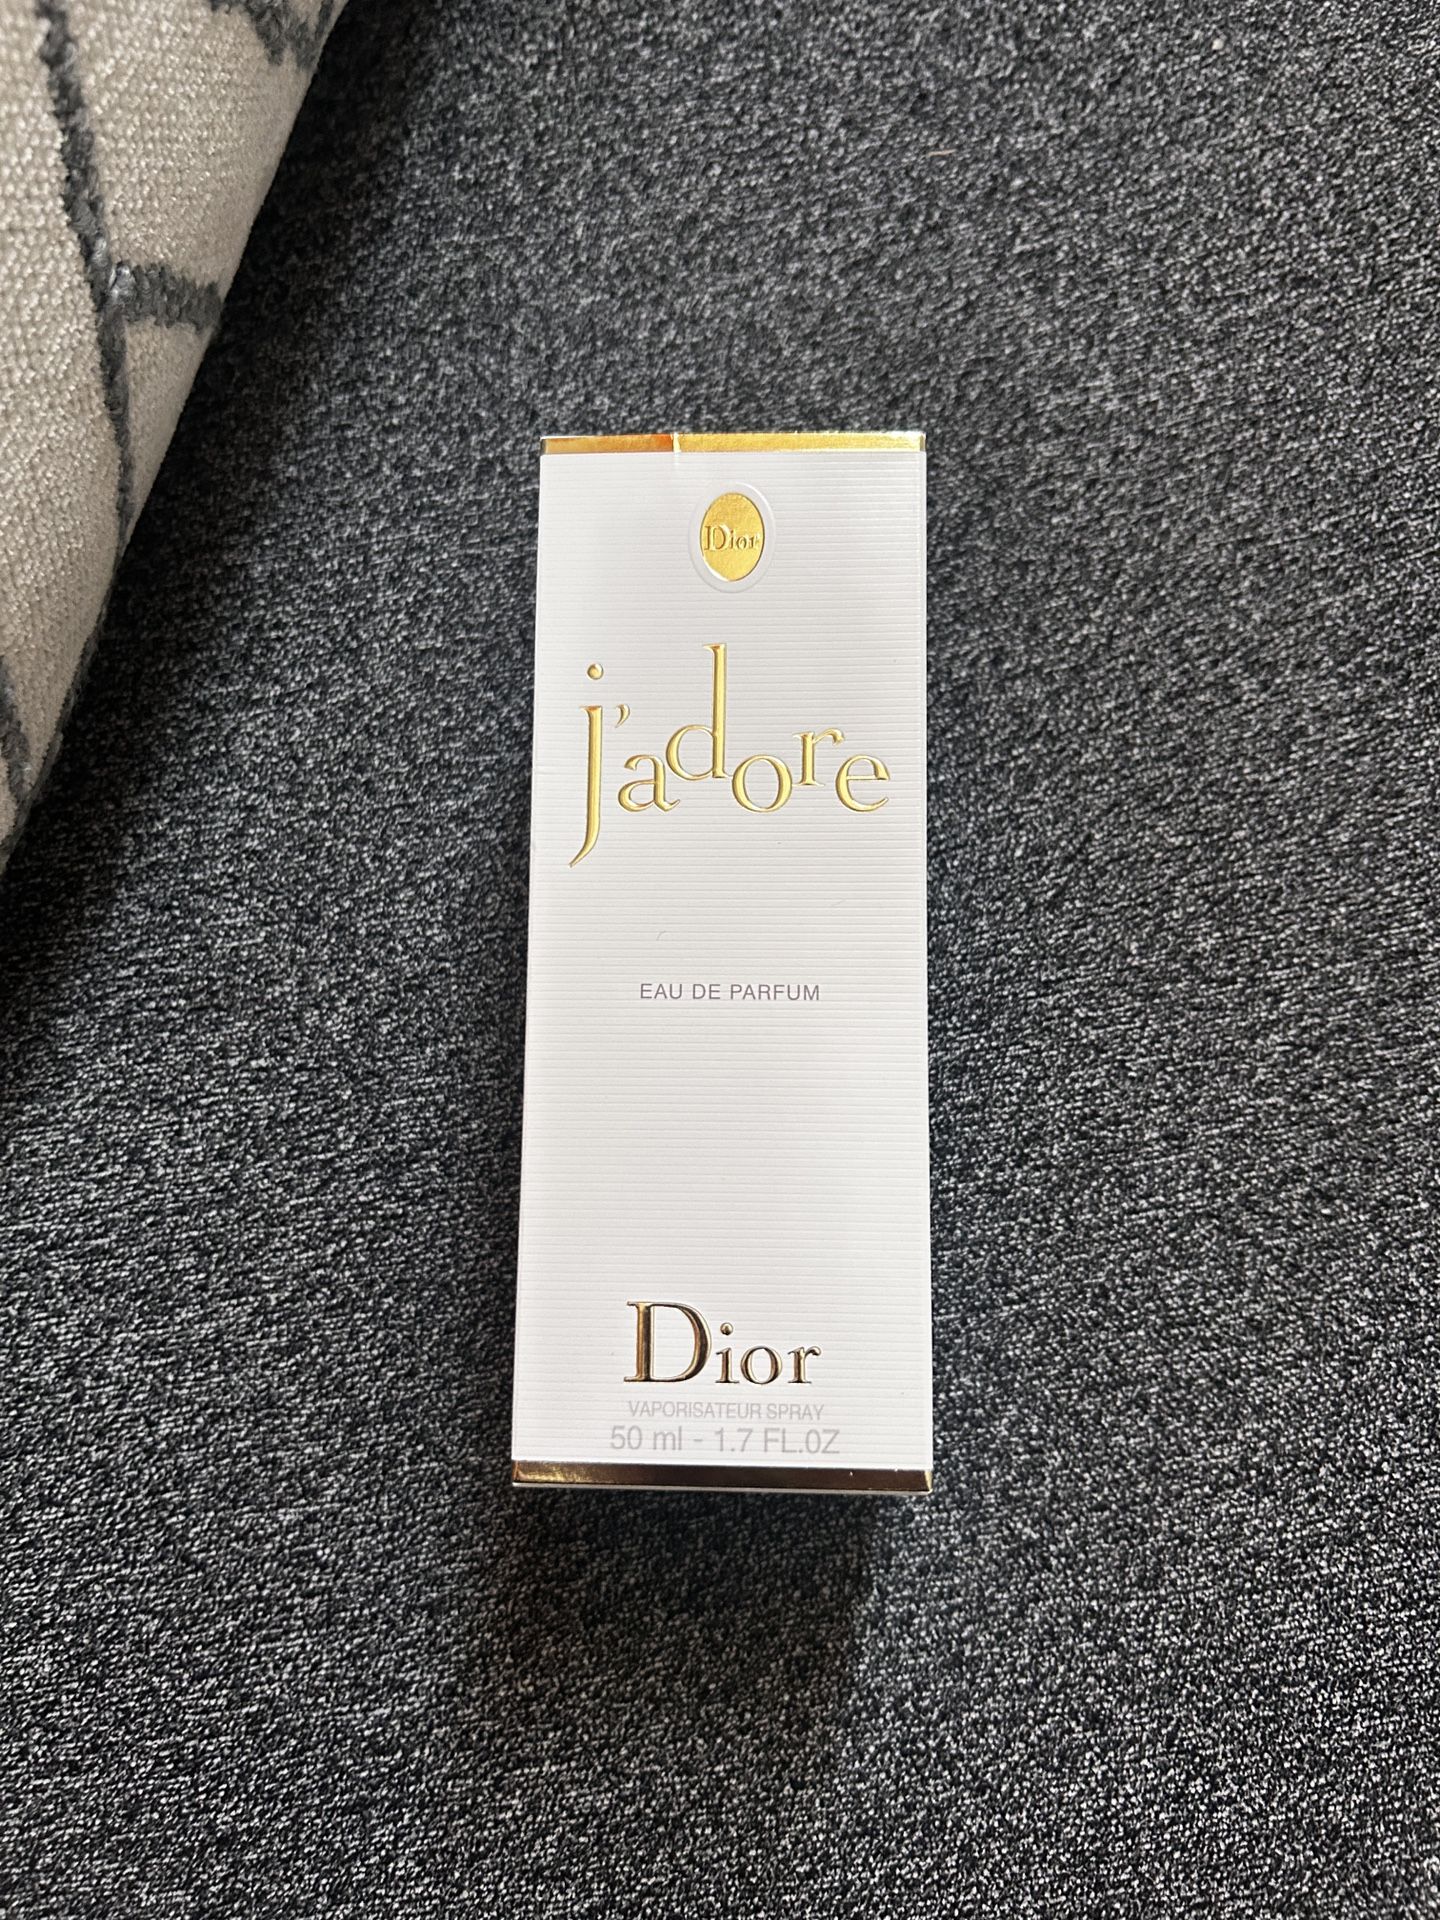 Dior
j'adore
EAU DE PARFUM
Dior
VAPORISATEUR SPRAY
50 ml - 1.7 FL.OZ